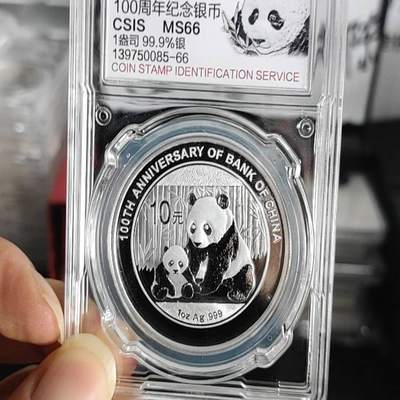 100周年纪念银币
CSIS MS66
1盎司 99.9%银
139750085-66
COIN STAMP IDENTIFICATION SERVICE
100TH ANNIVERSARY OF BANK OF CHINA
10元
1oz Ag .999